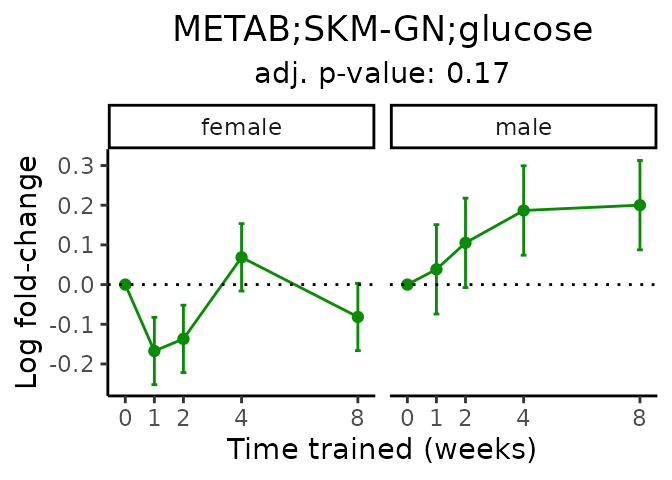 METAB;SKM-GN;glucose
adj. p-value: 0.17
female male
Log fold-change
0.3
0.2
0.1
0.0
-0.1
-0.2
0 1 2 4 8 0 1 2 4 8
Time trained (weeks)